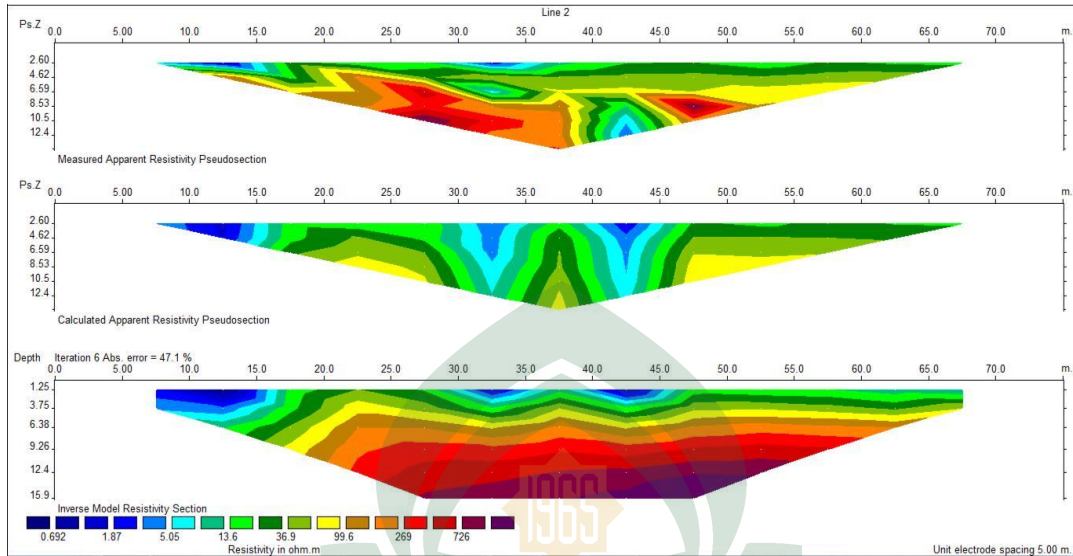 Line 2
Ps.Z 0.0 5.00 10.0 15.0 20.0 25.0 30.0 35.0 40.0 45.0 50.0 55.0 60.0 65.0 70.0 m.
2.60
4.62
6.59
8.53
10.5
12.4
Measured Apparent Resistivity Pseudosection
Ps.Z 0.0 5.00 10.0 15.0 20.0 25.0 30.0 35.0 40.0 45.0 50.0 55.0 60.0 65.0 70.0 m.
2.60
4.62
6.59
8.53
10.5
12.4
Calculated Apparent Resistivity Pseudosection
Depth Iteration 6 Abs. error = 47.1 %
0.0 5.00 10.0 15.0 20.0 25.0 30.0 35.0 40.0 45.0 50.0 55.0 60.0 65.0 70.0 m.
1.25
3.75
6.38
9.26
12.4
15.9
1965
Inverse Model Resistivity Section
0.692 1.87 5.05 13.6 36.9 99.6 269 726
Resistivity in ohm.m
Unit electrode spacing 5.00 m.